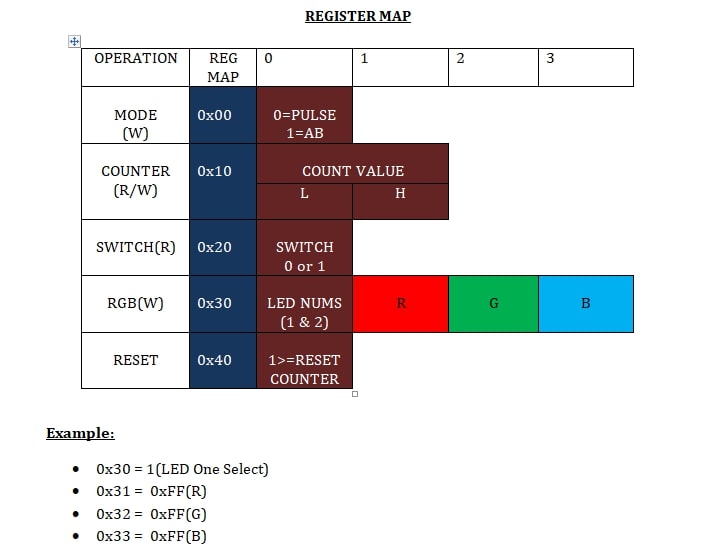 REGISTER MAP
OPERATION REG MAP 0 1 2 3
MODE (W) 0x00 0=PULSE 1=AB
COUNTER (R/W) 0x10 COUNT VALUE
L H
SWITCH(R) 0x20 SWITCH 0 or 1
RGB(W) 0x30 LED NUMS (1 & 2) R G B
RESET 0x40 1>=RESET COUNTER
Example:
• 0x30 = 1(LED One Select)
• 0x31 = 0xFF(R)
• 0x32 = 0xFF(G)
• 0x33 = 0xFF(B)